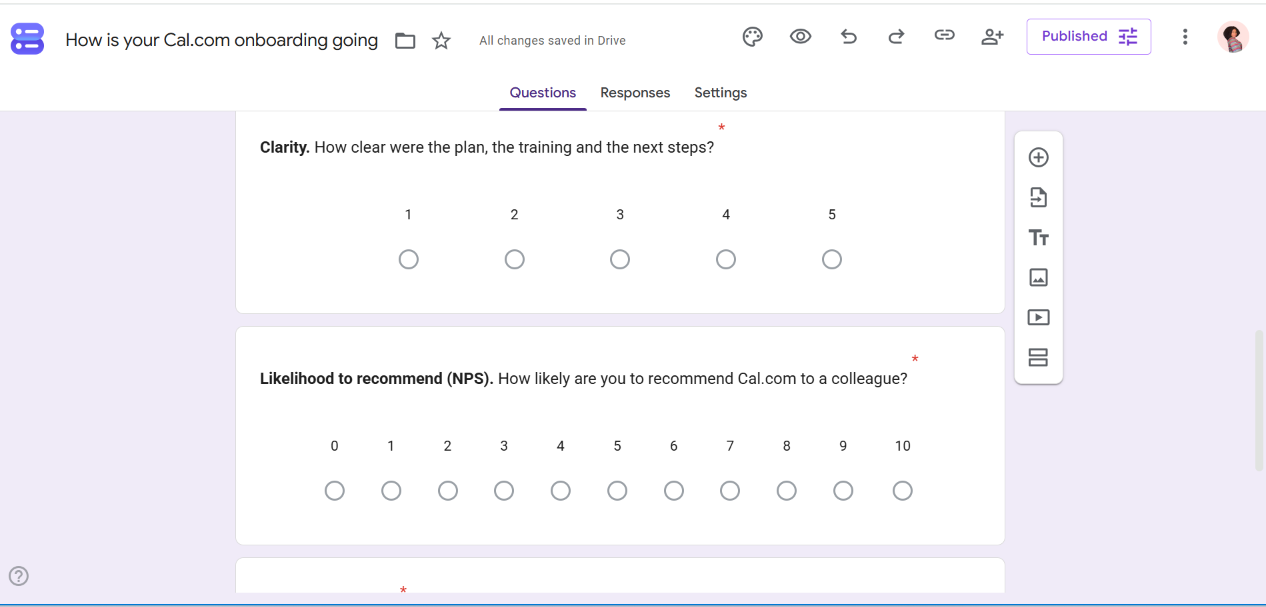 How is your Cal.com onboarding going
All changes saved in Drive
Published
Questions Responses Settings
*
Clarity. How clear were the plan, the training and the next steps?
1 2 3 4 5
*
Likelihood to recommend (NPS). How likely are you to recommend Cal.com to a colleague?
0 1 2 3 4 5 6 7 8 9 10
*